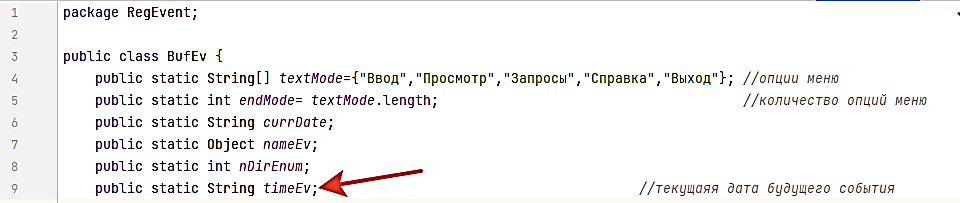 1 package RegEvent;
2
3 public class BufEv {
4 public static String[] textMode={"Ввод","Просмотр","Запросы","Справка","Выход"}; //опции меню
5 public static int endMode= textMode.length; //количество опций меню
6 public static String currDate;
7 public static Object nameEv;
8 public static int nDirEnum;
9 public static String timeEv; //текущаяя дата будущего события